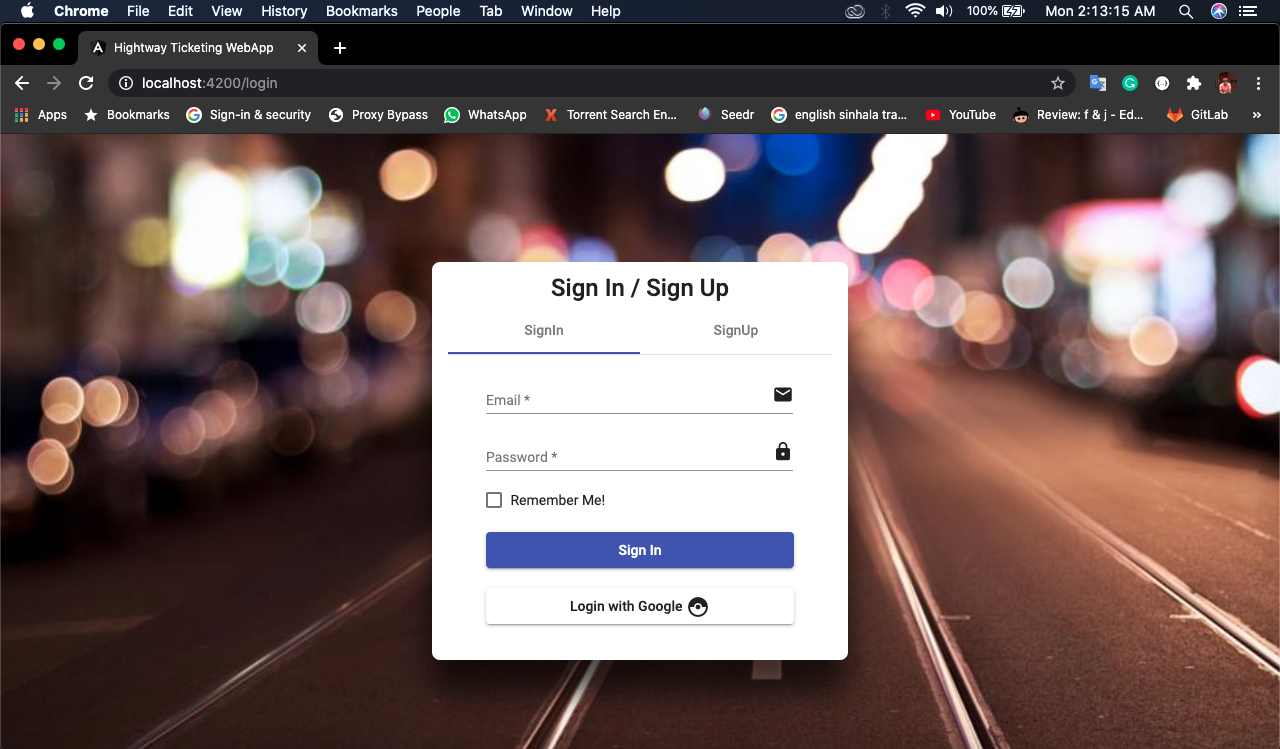 Chrome File Edit View History Bookmarks People Tab Window Help 100% Mon 2:13:15 AM
Hightway Ticketing WebApp
localhost:4200/login
Apps Bookmarks Sign-in & security Proxy Bypass WhatsApp Torrent Search En... Seedr english sinhala tra... YouTube Review: f & j - Ed... GitLab »
Sign In / Sign Up
SignIn SignUp
Email *
Password *
Remember Me!
Sign In
Login with Google